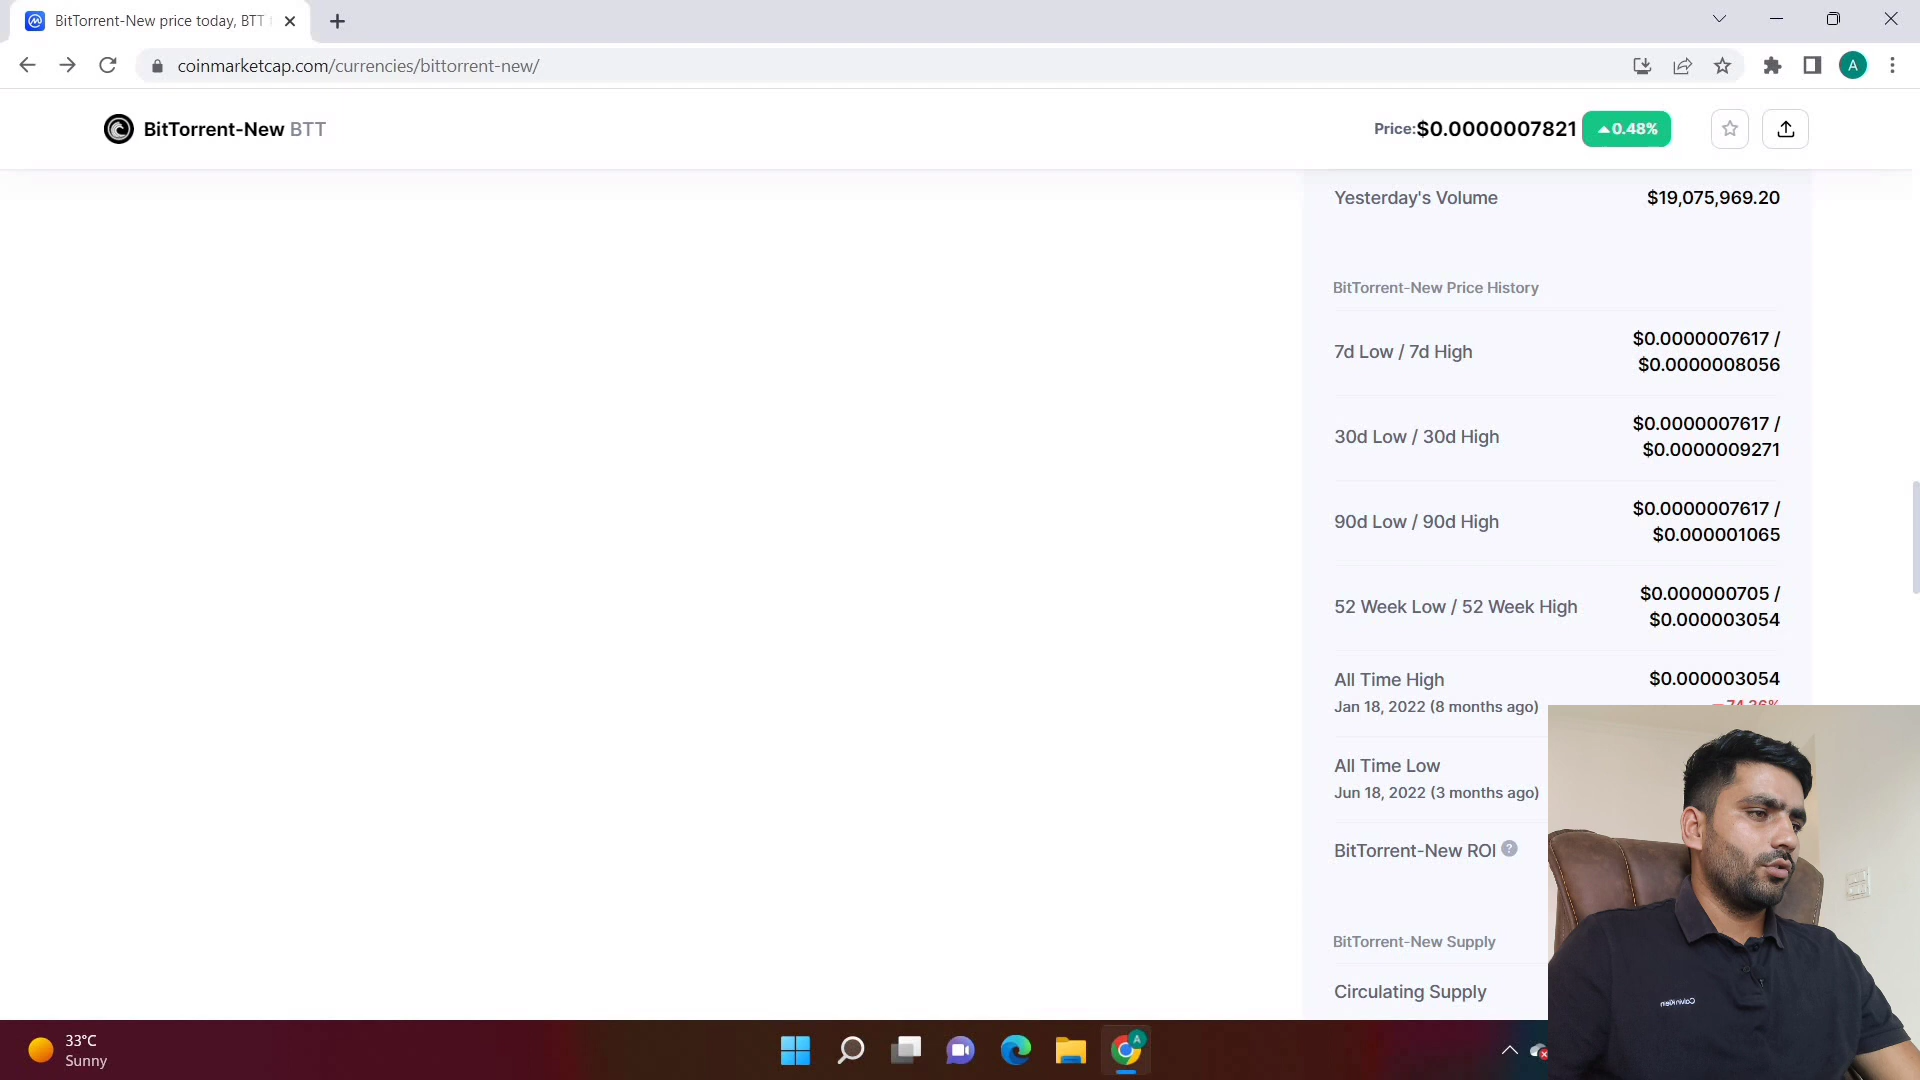 BitTorrent-New price today, BTT
coinmarketcap.com/currencies/bittorrent-new/
A
BitTorrent-New BTT
Price:$0.0000007821
0.48%
Yesterday's Volume
$19,075,969.20
BitTorrent-New Price History
7d Low / 7d High
$0.0000007617 /
$0.0000008056
30d Low / 30d High
$0.0000007617 /
$0.0000009271
90d Low / 90d High
$0.0000007617 /
$0.000001065
52 Week Low / 52 Week High
$0.000000705 /
$0.000003054
All Time High
$0.000003054
Jan 18, 2022 (8 months ago)
All Time Low
Jun 18, 2022 (3 months ago)
BitTorrent-New ROI ?
BitTorrent-New Supply
Circulating Supply
Calvin Klein
33°C
Sunny
A